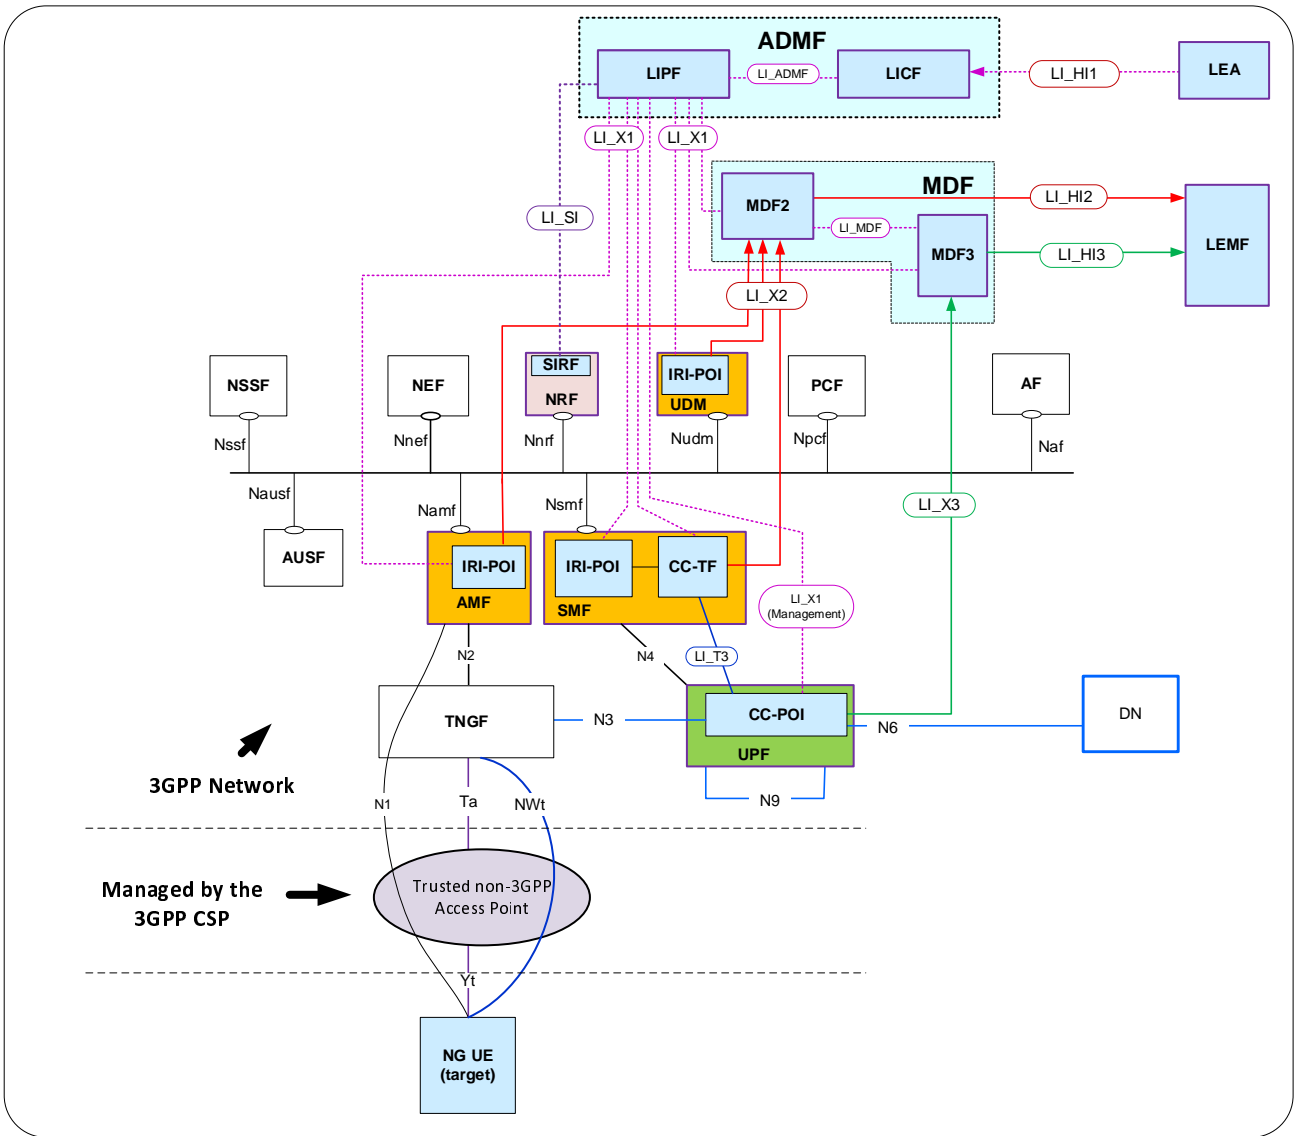 ADMF
LIPF
LI_ADMF
LICF
LI_HI1
LEA
LI_X1
LI_X1
MDF
MDF2
LI_HI2
LI_SI
LI_MDF
MDF3
LI_HI3
LEMF
LI_X2
NSSF
NEF
SIRF
NRF
IRI-POI
UDM
PCF
AF
Nssf
Nnef
Nnrf
Nudm
Npcf
Naf
Nausf
Namf
Nsmf
LI_X3
AUSF
IRI-POI
AMF
IRI-POI
CC-TF
SMF
LI_X1
(Management)
N2
N4
LI_T3
TNGF
N3
CC-POI
UPF
N6
DN
3GPP Network
N1
Ta
NWt
N9
Managed by the
3GPP CSP
Trusted non-3GPP
Access Point
Yt
NG UE
(target)